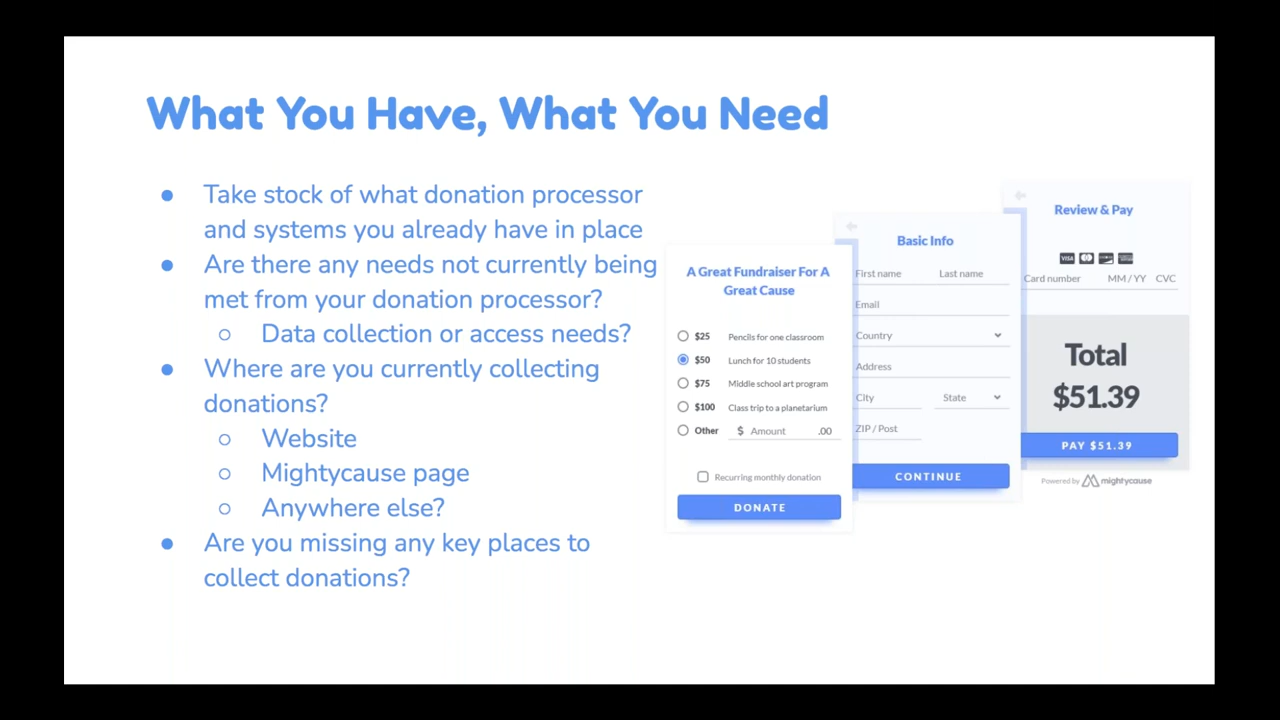 What You Have, What You Need
● Take stock of what donation processor
and systems you already have in place
● Are there any needs not currently being
met from your donation processor?
○ Data collection or access needs?
● Where are you currently collecting
donations?
○ Website
○ Mightycause page
○ Anywhere else?
● Are you missing any key places to
collect donations?
A Great Fundraiser For A
Great Cause
$25 Pencils for one classroom
$50 Lunch for 10 students
$75 Middle school art program
$100 Class trip to a planetarium
Other $ Amount .00
Recurring monthly donation
DONATE
Basic Info
First name Last name
Email
Country
Address
City State
ZIP / Post
CONTINUE
Review & Pay
VISA
Card number MM / YY CVC
Total
$51.39
PAY $51.39
Powered by mightycause